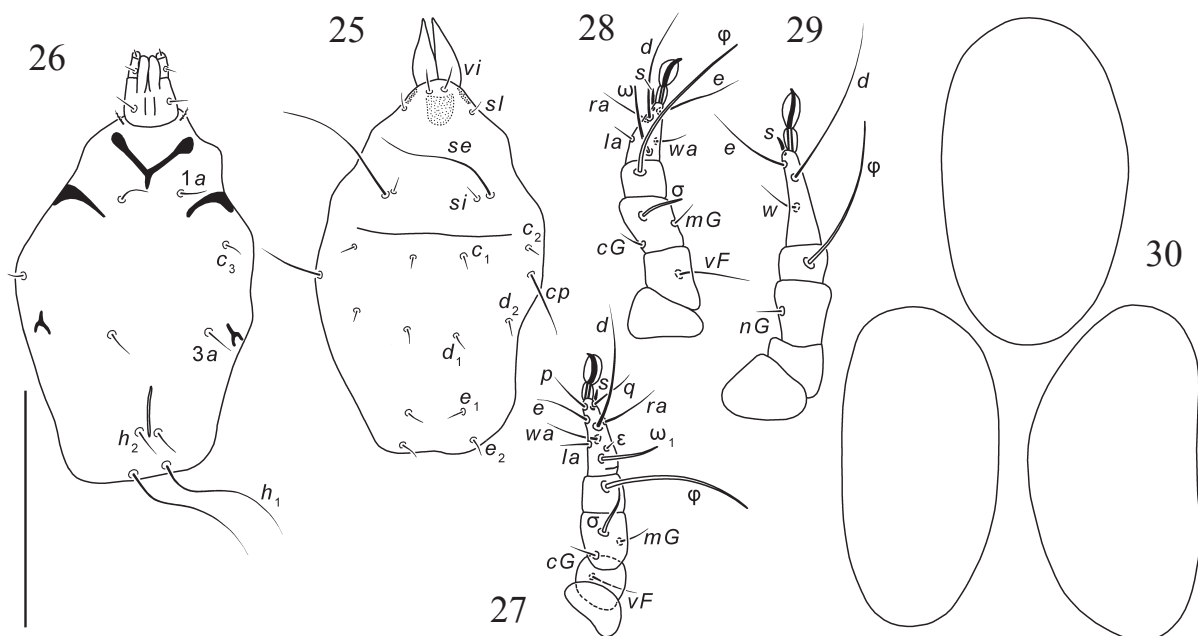 26
1a
c3
3a
h2
h1
25
vi
sl
se
si
c2
c1
cp
d2
d1
e1
e2
28
d
φ
s
ω
e
ra
la
wa
σ
mG
cG
vF
29
d
s
e
φ
w
nG
30
d
p
s
q
e
ra
wa
ε
ω1
la
φ
σ
mG
cG
vF
27